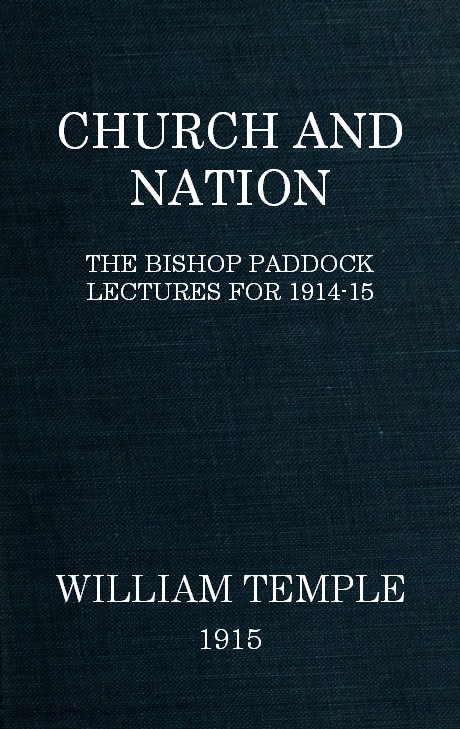 CHURCH AND
NATION
THE BISHOP PADDOCK
LECTURES FOR 1914-15
WILLIAM TEMPLE
1915